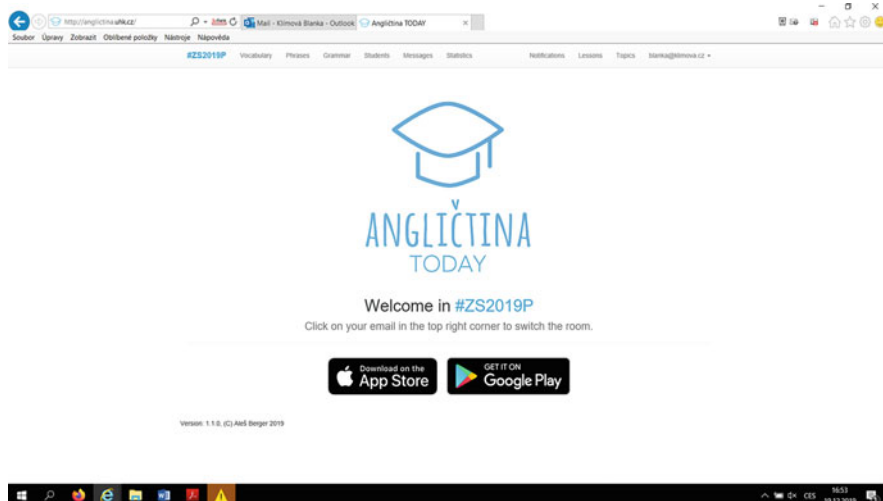 http://anglictina.uhk.cz/
Mail - Klímová Blanka - Outlook
Angličtina TODAY
Soubor Úpravy Zobrazit Oblíbené položky Nástroje Nápověda
#ZS2019P Vocabulary Phrases Grammar Students Messages Statistics Notifications Lessons Topics blanka@klimova.cz
ANGLIČTINA
TODAY
Welcome in #ZS2019P
Click on your email in the top right corner to switch the room.
Download on the
App Store
GET IT ON
Google Play
Version: 1.1.0, (C) Aleš Berger 2019
CES
16:53
19.12.2019